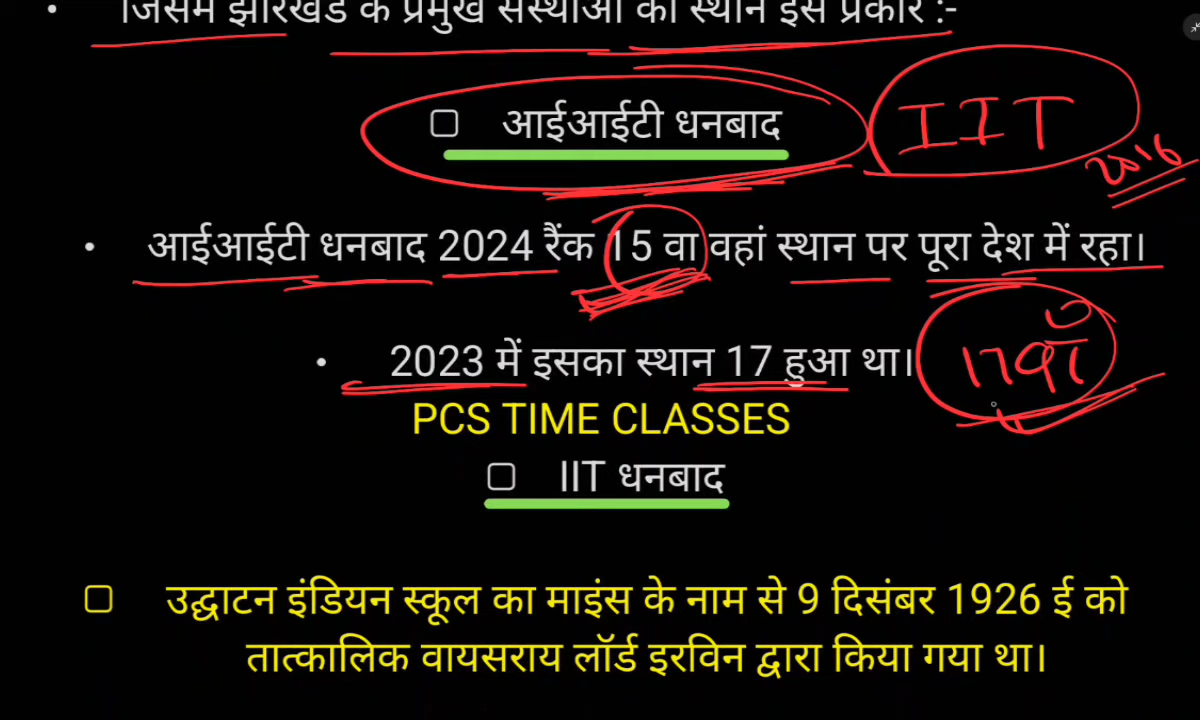 जिसमें झारखंड के प्रमुख संस्थाओं का स्थान इस प्रकार :-
आईआईटी धनबाद IIT
2016
आईआईटी धनबाद 2024 रैंक 15 वा वहां स्थान पर पूरा देश में रहा।
2023 में इसका स्थान 17 हुआ था। 17वाँ
PCS TIME CLASSES
IIT धनबाद
उद्घाटन इंडियन स्कूल का माइंस के नाम से 9 दिसंबर 1926 ई को
तात्कालिक वायसराय लॉर्ड इरविन द्वारा किया गया था।